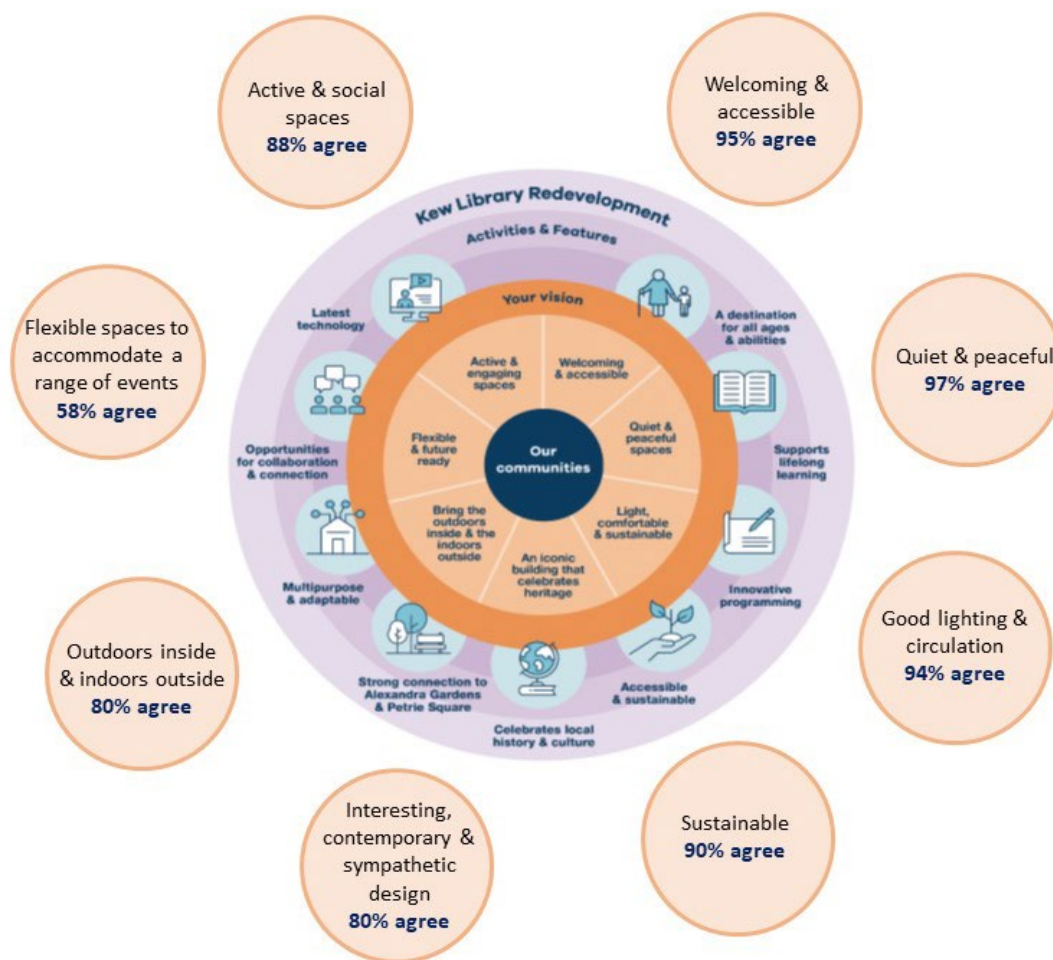 Active & social
spaces
88% agree
Welcoming &
accessible
95% agree
Flexible spaces to
accommodate a
range of events
58% agree
Quiet & peaceful
97% agree
Outdoors inside
& indoors outside
80% agree
Good lighting &
circulation
94% agree
Interesting,
contemporary &
sympathetic
design
80% agree
Sustainable
90% agree
Kew Library Redevelopment
Activities & Features
Latest
technology
A destination
for all ages
& abilities
Opportunities
for collaboration
& connection
Supports
lifelong
learning
Multipurpose
& adaptable
Innovative
programming
Strong connection to
Alexandra Gardens
& Petrie Square
Accessible
& sustainable
Celebrates local
history & culture
Your vision
Active &
engaging
spaces
Welcoming
& accessible
Flexible
& future
ready
Quiet &
peaceful
spaces
Bring the
outdoors
inside & the
indoors
outside
Light,
comfortable
& sustainable
An iconic
building that
celebrates
heritage
Our
communities